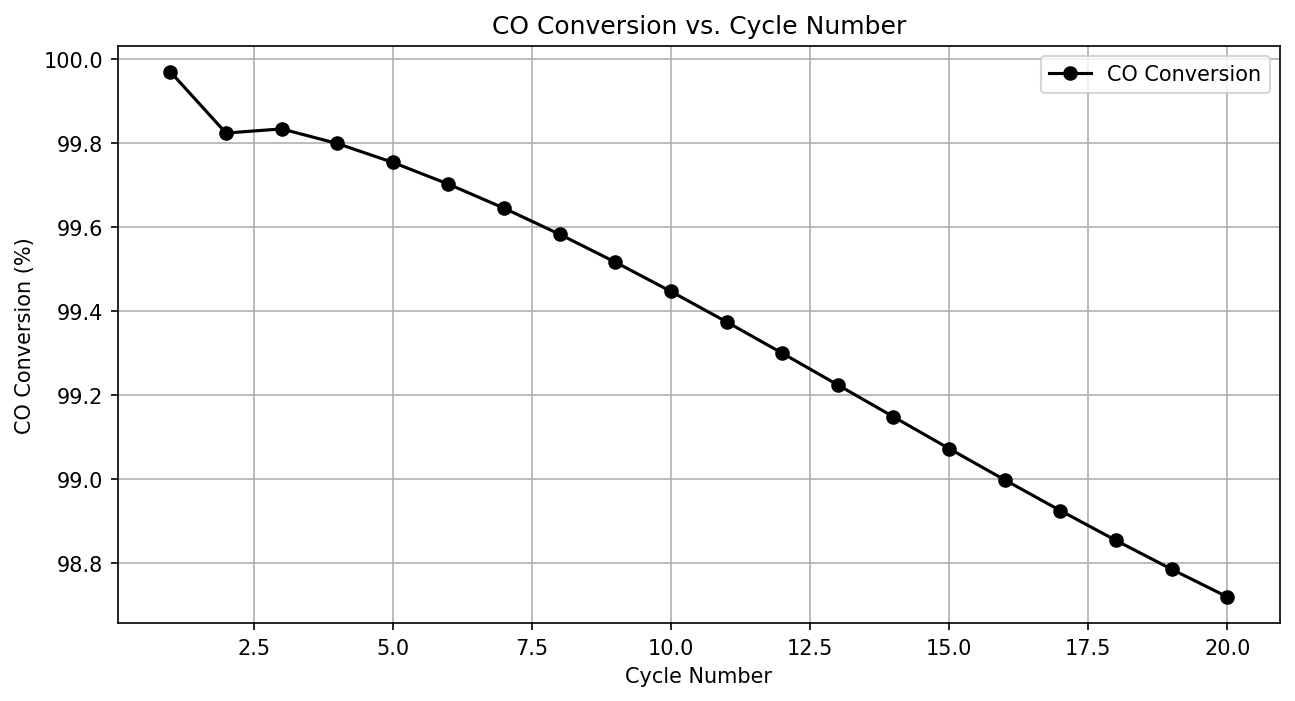 CO Conversion vs. Cycle Number
CO Conversion
CO Conversion (%)
100.0
99.8
99.6
99.4
99.2
99.0
98.8
2.5 5.0 7.5 10.0 12.5 15.0 17.5 20.0
Cycle Number